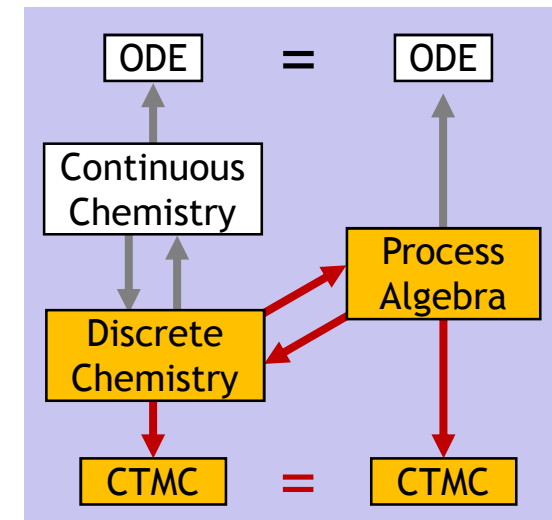 ODE = ODE
Continuous
Chemistry
Process
Algebra
Discrete
Chemistry
CTMC = CTMC